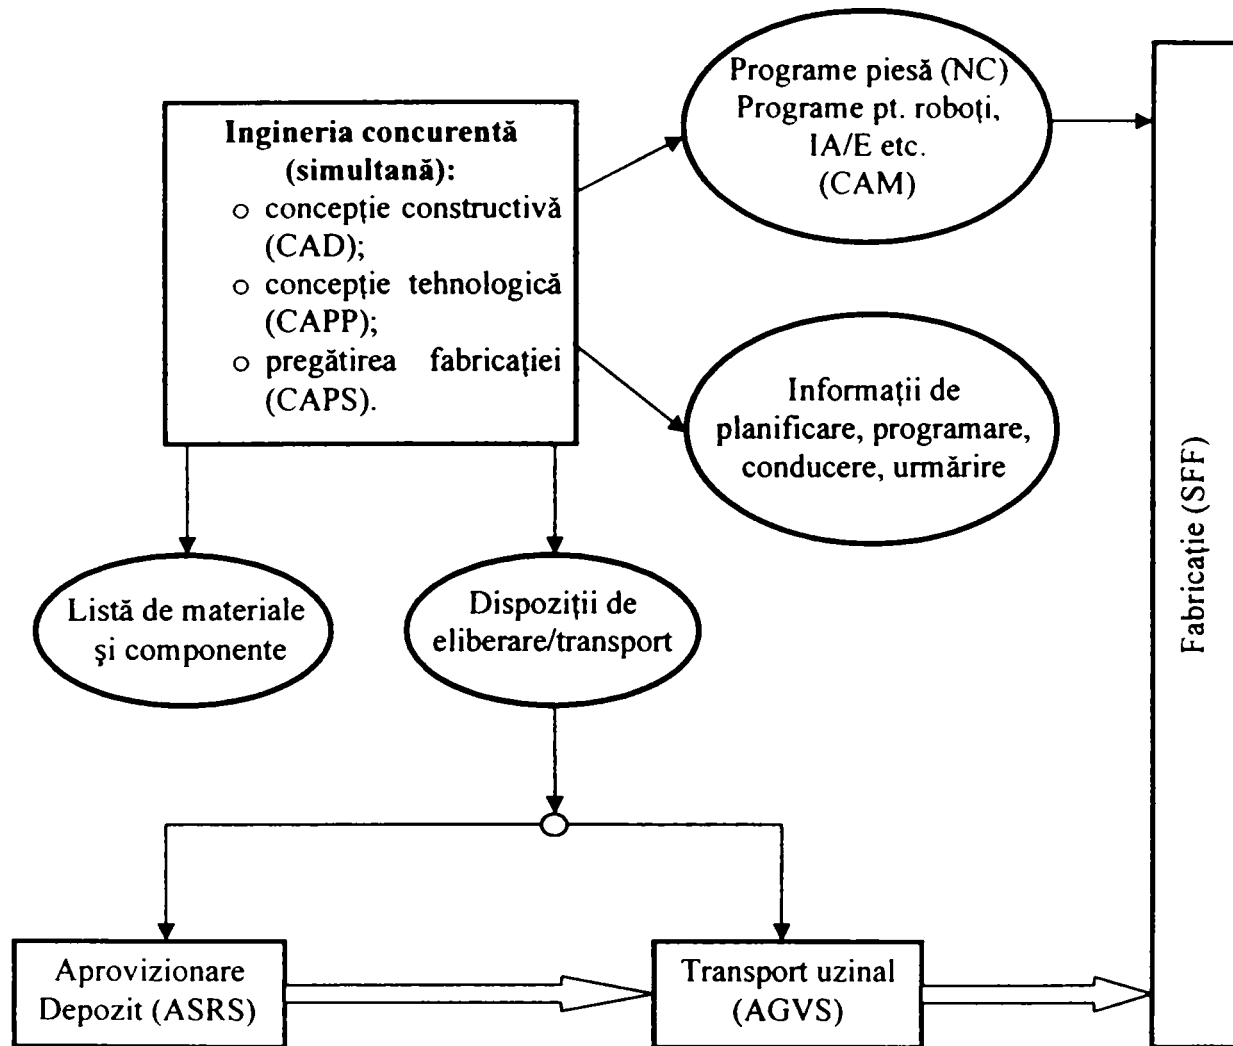 Ingineria concurentă
(simultană):
o concepție constructivă
(CAD);
o concepție tehnologică
(CAPP);
o pregătirea fabricației
(CAPS).
Programe piesă (NC)
Programe pt. roboți,
IA/E etc.
(CAM)
Informații de
planificare, programare,
conducere, urmărire
Listă de materiale
și componente
Dispoziții de
eliberare/transport
Aprovizionare
Depozit (ASRS)
Transport uzinal
(AGVS)
Fabricație (SFF)